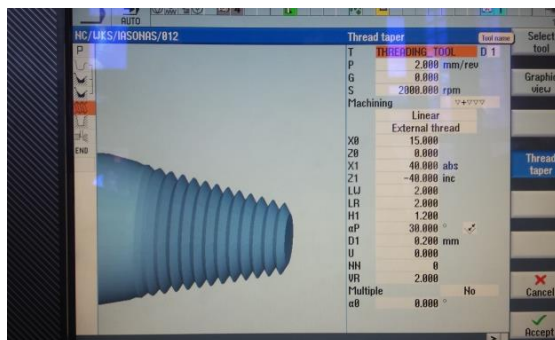 AUTO
NC/WKS/IASONAS/012
Thread taper
Tool name
Select
tool
P
T THREADING_TOOL D 1
P 2.000 mm/rev
G 0.000
Graphic
view
S 2000.000 rpm
Machining ▽+▽▽▽
Linear
External thread
END
X0 15.000
Z0 0.000
X1 40.000 abs
Thread
taper
Z1 -40.000 inc
LW 2.000
LR 2.000
H1 1.200
αP 30.000 °
D1 0.200 mm
U 0.000
NN 0
VR 2.000
Multiple No
Cancel
α0 0.000 °
Accept